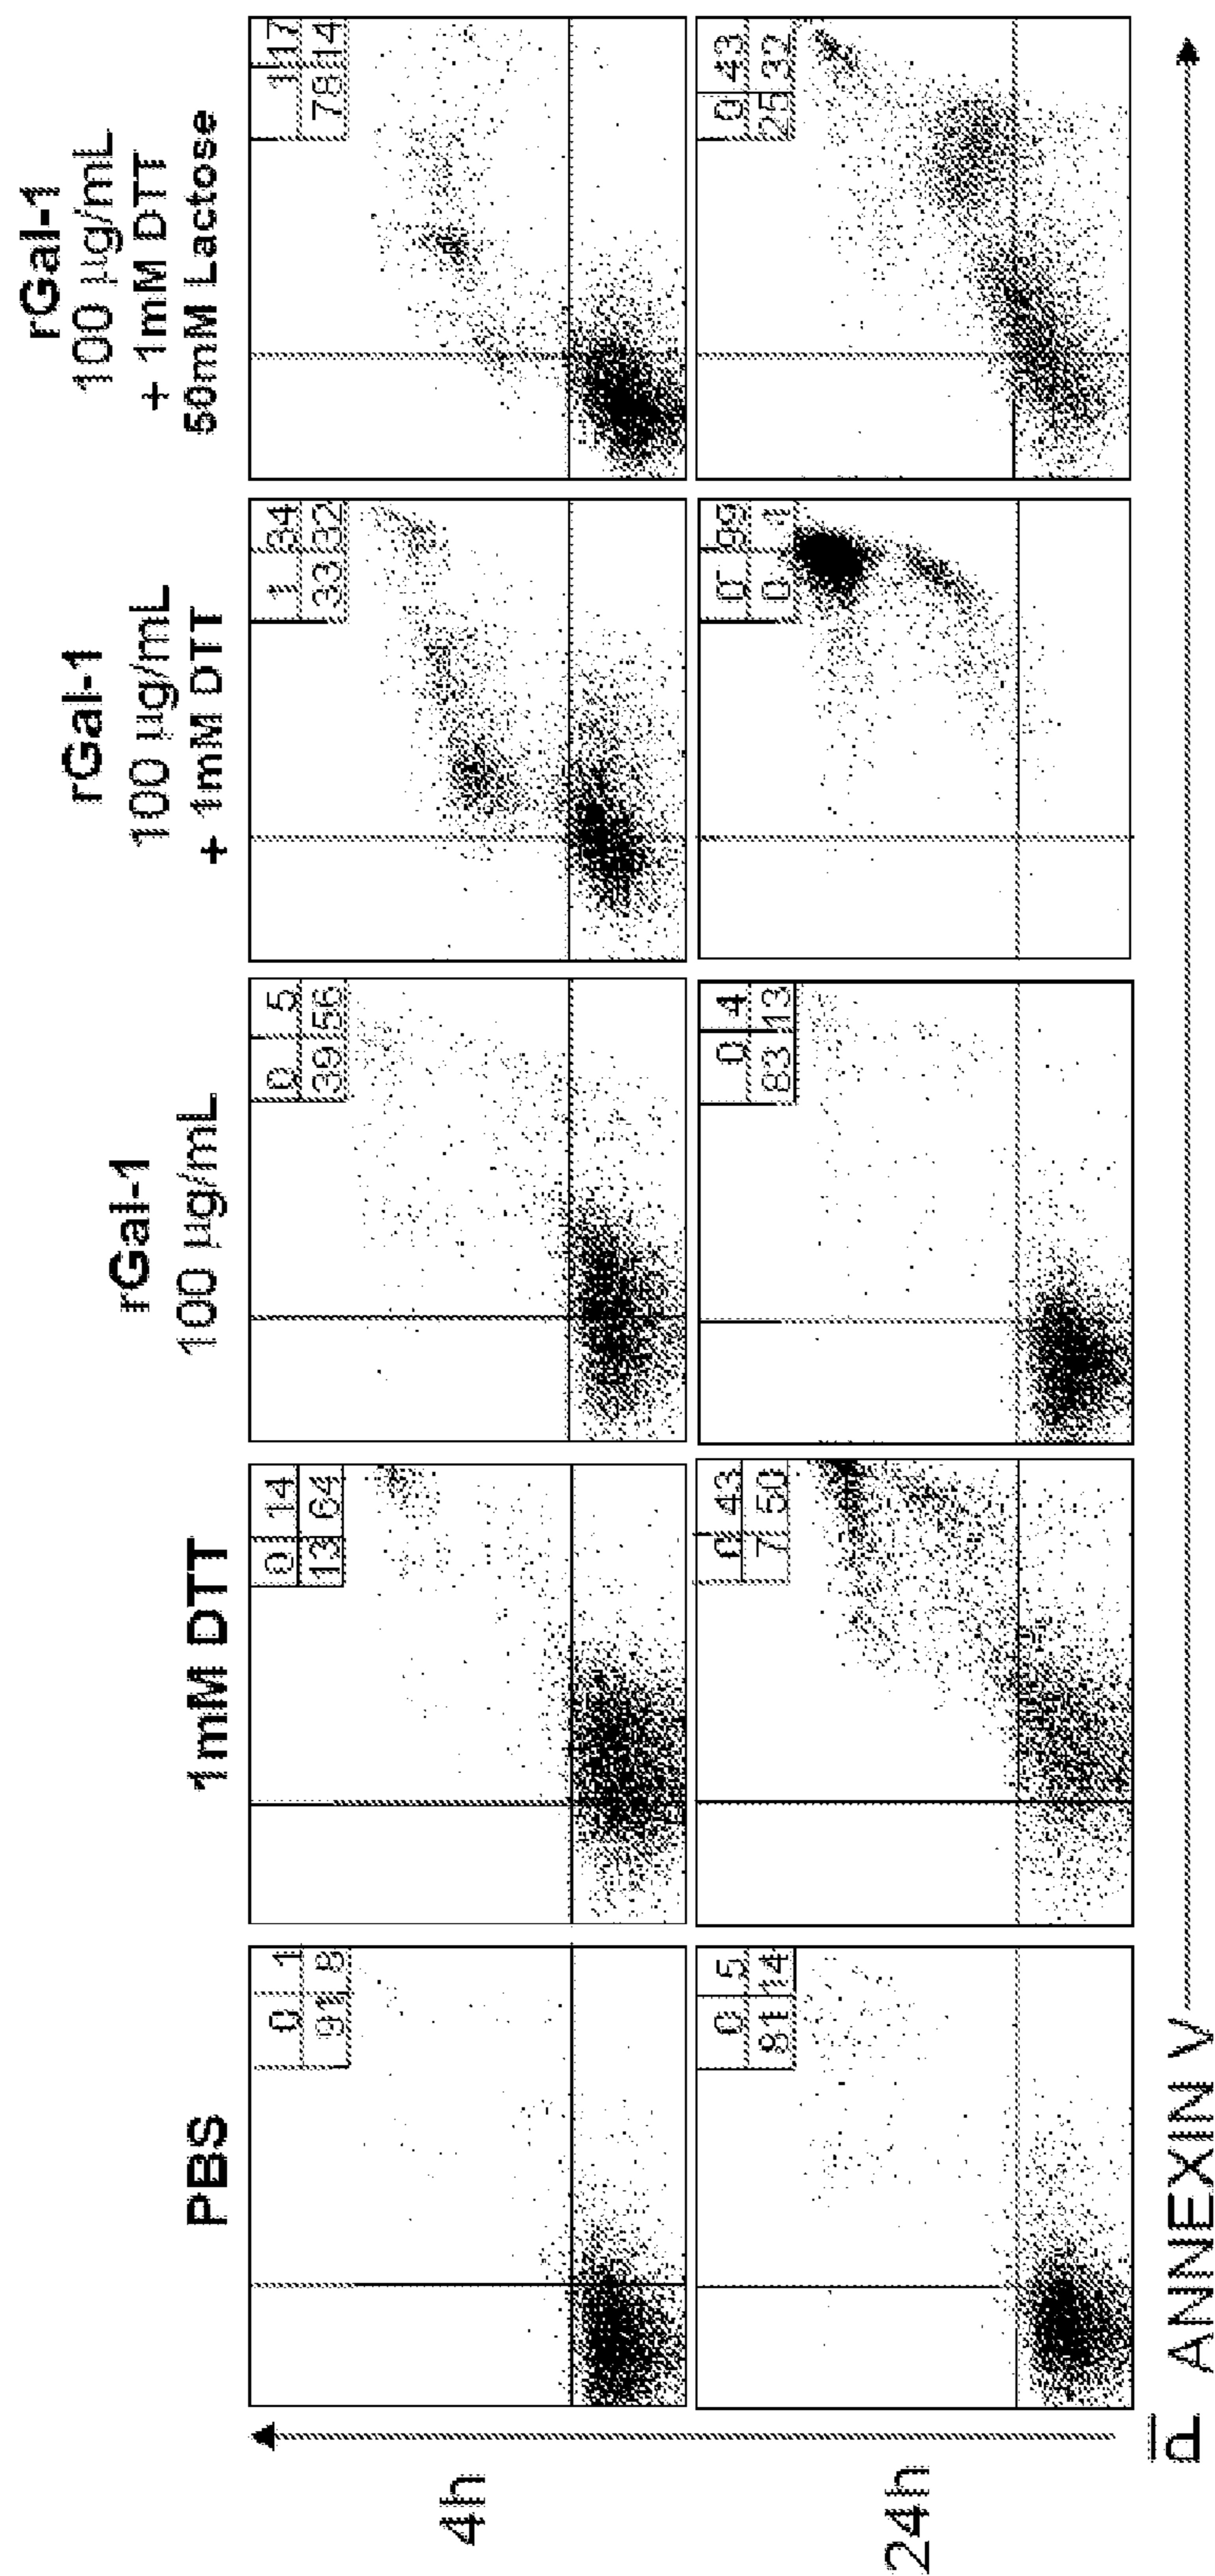 PBS
1mM DTT
rGal-1
100 µg/mL
rGal-1
100 µg/mL
+ 1mM DTT
rGal-1
100 µg/mL
+ 1mM DTT
50mM Lactose
4h
0 1
91 8
0 14
13 64
0 5
39 56
1 34
33 32
1 17
78 14
24h
0 5
81 14
0 43
7 50
0 4
83 13
0 99
0 1
0 43
25 32
PI
ANNEXIN V